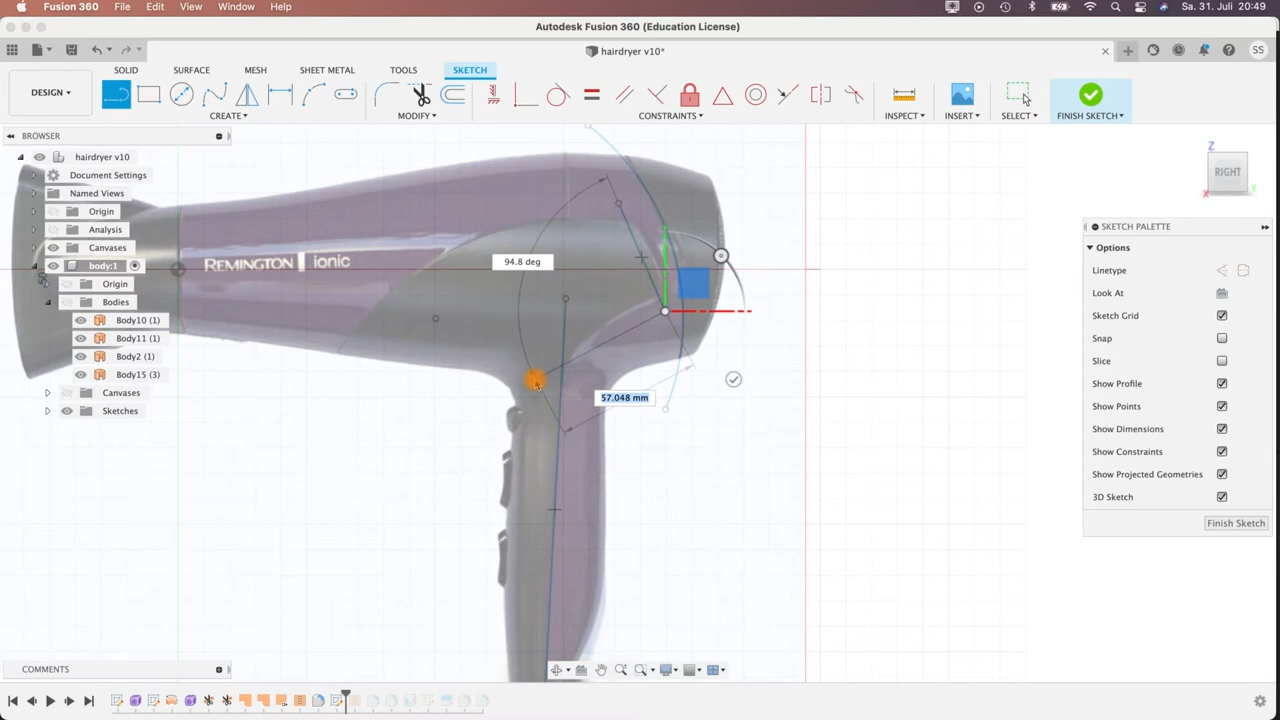 Fusion 360 File Edit View Window Help
Sa. 31. Juli 20:49
Autodesk Fusion 360 (Education License)
hairdryer v10*
SS
SOLID SURFACE MESH SHEET METAL TOOLS SKETCH
DESIGN
CREATE MODIFY CONSTRAINTS INSPECT INSERT SELECT FINISH SKETCH
BROWSER
hairdryer v10
Document Settings
Named Views
Origin
Analysis
Canvases
body:1
Origin
Bodies
Body10 (1)
Body11 (1)
Body2 (1)
Body15 (3)
Canvases
Sketches
REMINGTON ionic
94.8 deg
57.048 mm
Z
RIGHT
X
Y
SKETCH PALETTE
Options
Linetype
Look At
Sketch Grid
Snap
Slice
Show Profile
Show Points
Show Dimensions
Show Constraints
Show Projected Geometries
3D Sketch
Finish Sketch
COMMENTS